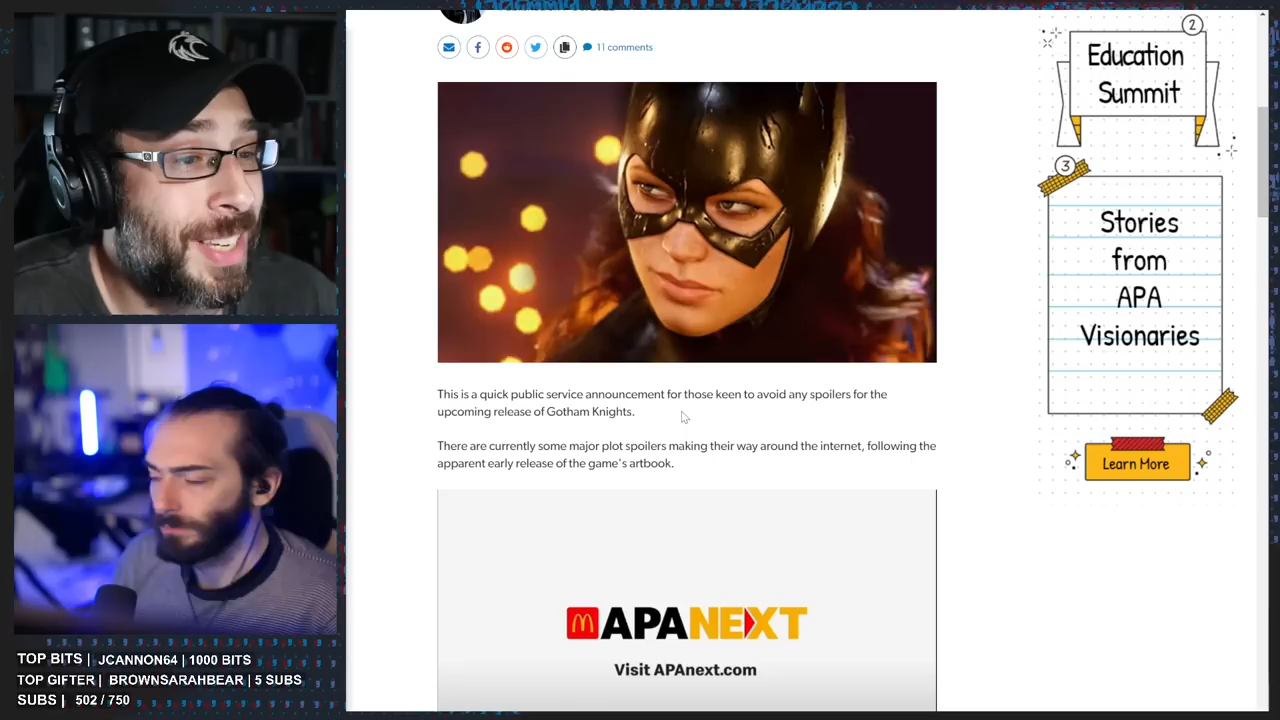 11 comments
This is a quick public service announcement for those keen to avoid any spoilers for the
upcoming release of Gotham Knights.
There are currently some major plot spoilers making their way around the internet, following the
apparent early release of the game's artbook.
APANEXT
Visit APAnext.com
2
Education
Summit
3
Stories
from
APA
Visionaries
Learn More
TOP BITS | JCANNON64 | 1000 BITS
TOP GIFTER | BROWNSARAHBEAR | 5 SUBS
SUBS | 502 / 750